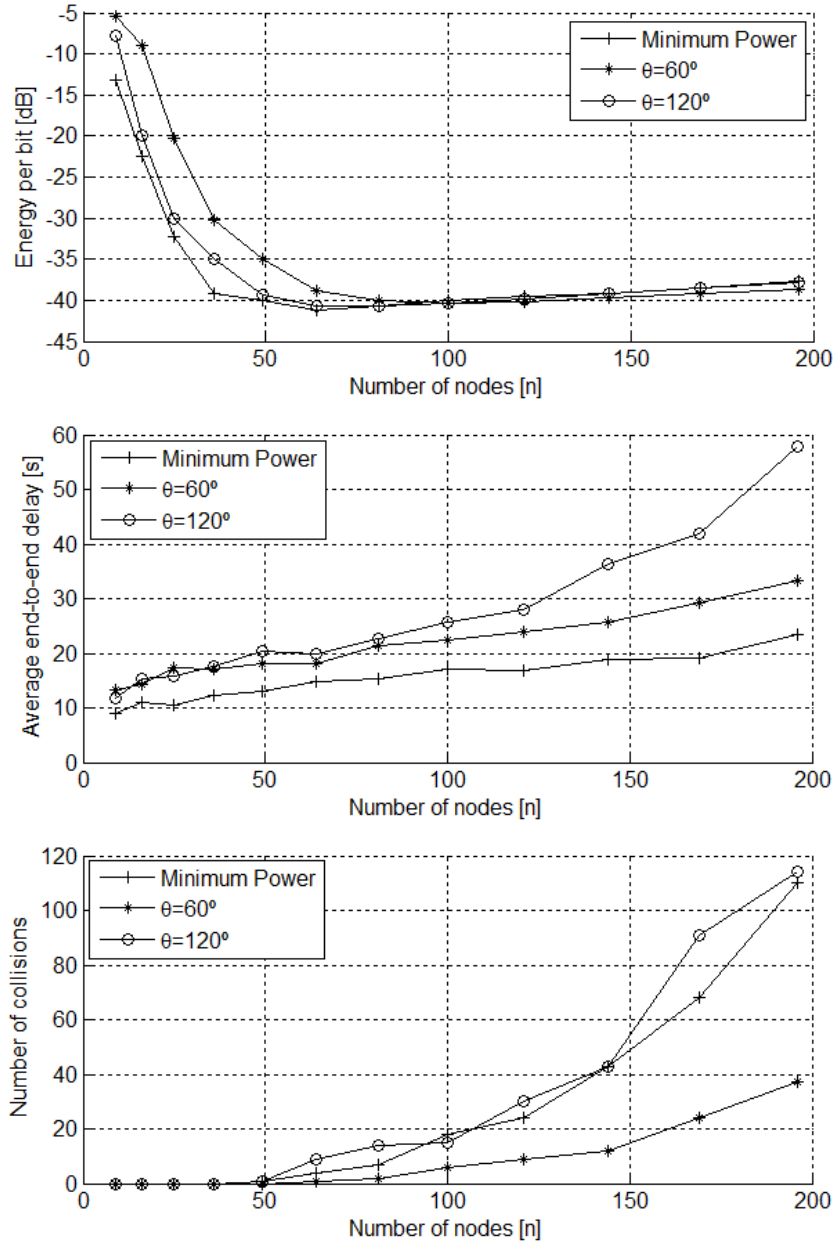 Energy per bit [dB]
-5
-10
-15
-20
-25
-30
-35
-40
-45
Minimum Power
θ=60º
θ=120º
0
50
100
150
200
Number of nodes [n]
Average end-to-end delay [s]
60
50
40
30
20
10
0
Minimum Power
θ=60º
θ=120º
0
50
100
150
200
Number of nodes [n]
Number of collisions
120
100
80
60
40
20
0
Minimum Power
θ=60º
θ=120º
0
50
100
150
200
Number of nodes [n]